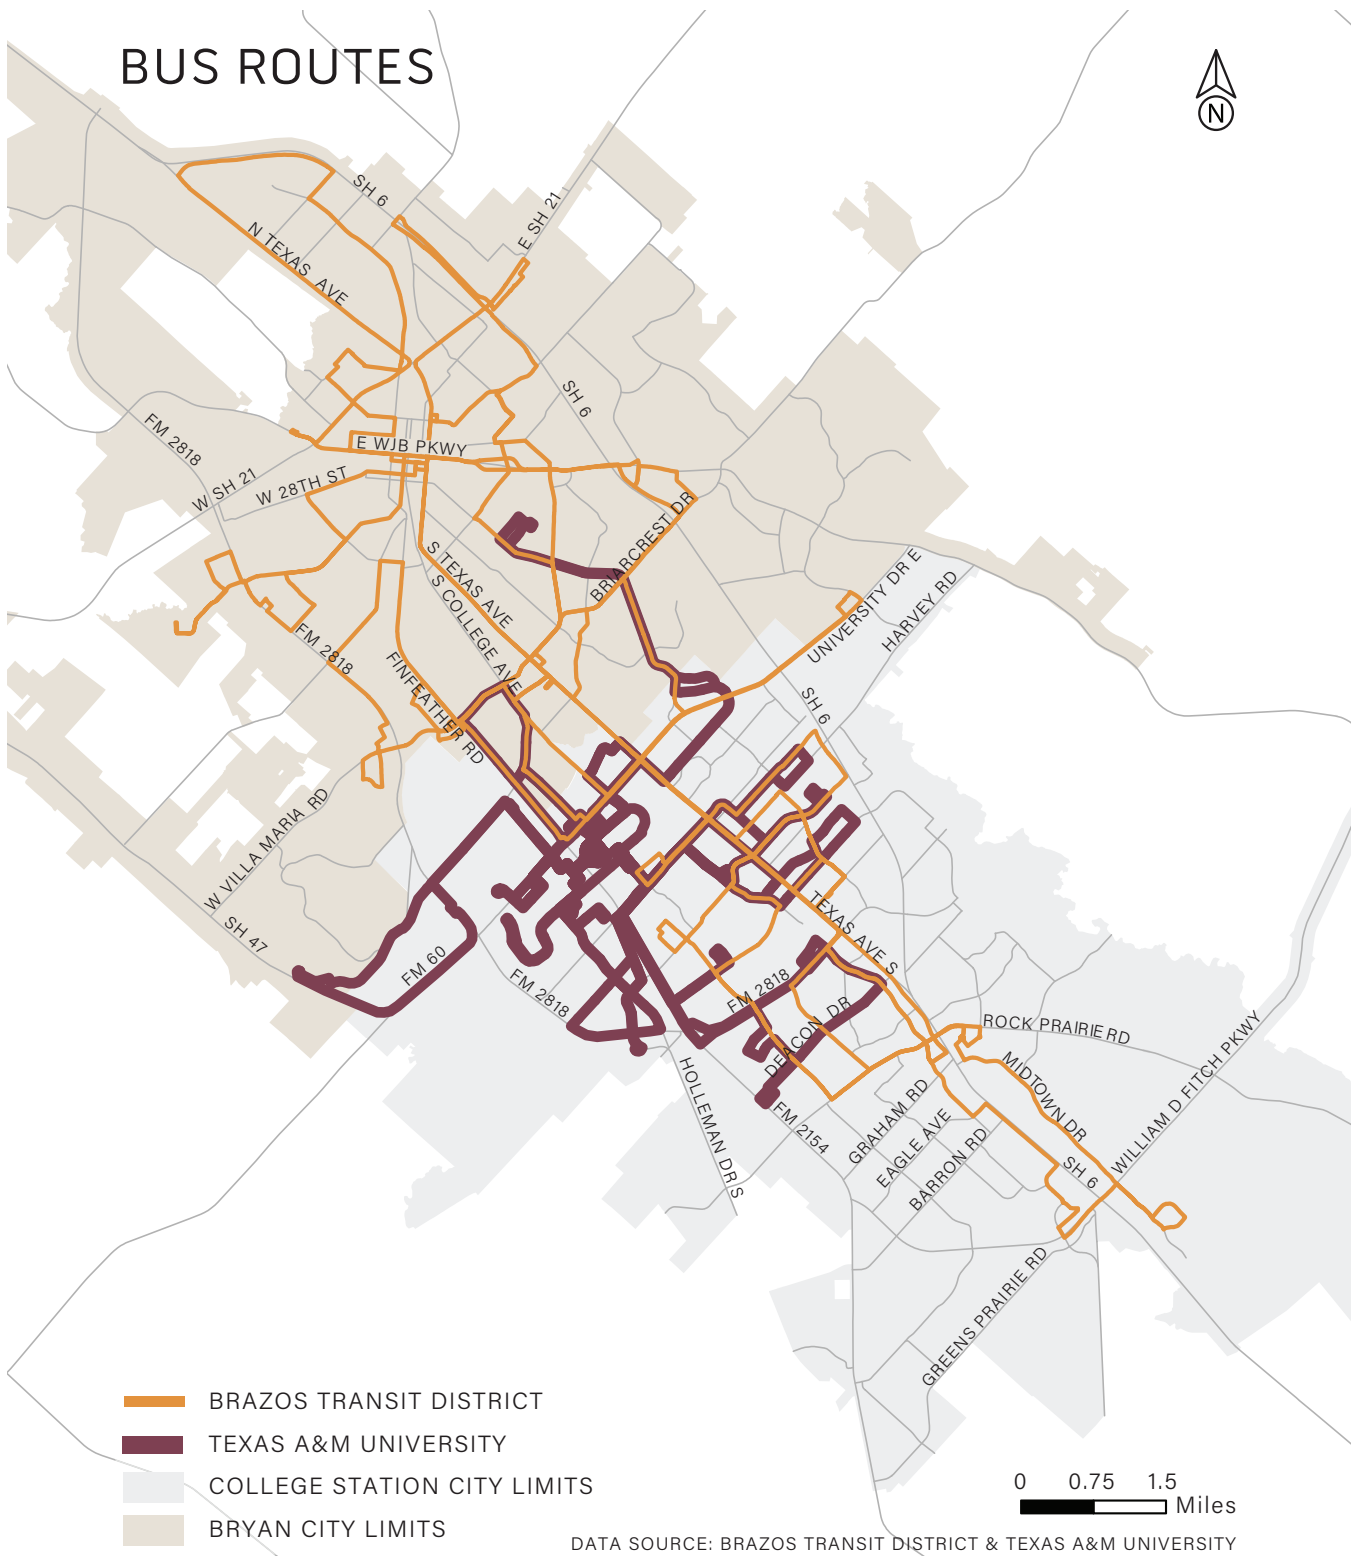 BUS ROUTES
N
SH 6
E SH 21
N TEXAS AVE
SH 6
FM 2818
E WJB PKWY
W SH 21
W 28TH ST
BRIARCREST DR
S TEXAS AVE
S COLLEGE AVE
UNIVERSITY DR E
HARVEY RD
FM 2818
FINFEATHER RD
SH 6
W VILLA MARIA RD
SH 47
FM 60
FM 2818
TEXAS AVE S
FM 2818
DEACON DR
ROCK PRAIRIE RD
MIDTOWN DR
WILLIAM D FITCH PKWY
HOLLEMAN DR S
FM 2154
GRAHAM RD
EAGLE AVE
BARRON RD
SH 6
GREENS PRAIRIE RD
BRAZOS TRANSIT DISTRICT
TEXAS A&M UNIVERSITY
COLLEGE STATION CITY LIMITS
BRYAN CITY LIMITS
0 0.75 1.5
Miles
DATA SOURCE: BRAZOS TRANSIT DISTRICT & TEXAS A&M UNIVERSITY